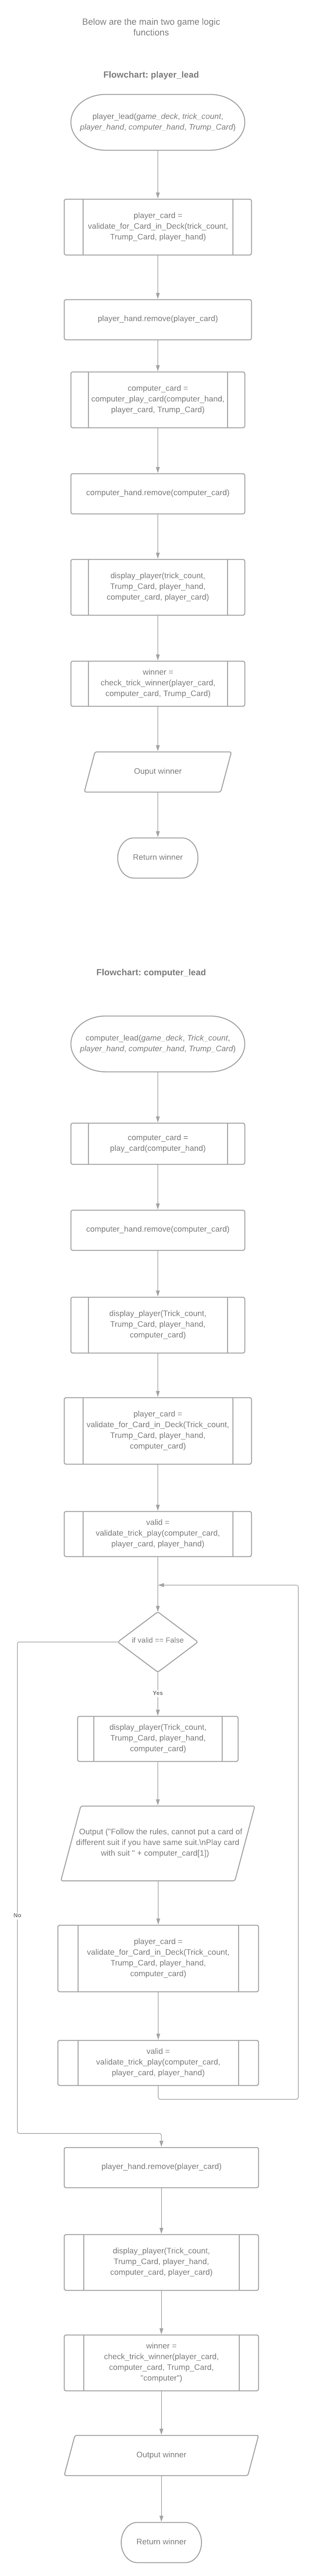 Below are the main two game logic
functions
Flowchart: player_lead
player_lead(game_deck, trick_count,
player_hand, computer_hand, Trump_Card)
player_card =
validate_for_Card_in_Deck(trick_count,
Trump_Card, player_hand)
player_hand.remove(player_card)
computer_card =
computer_play_card(computer_hand,
player_card, Trump_Card)
computer_hand.remove(computer_card)
display_player(trick_count,
Trump_Card, player_hand,
computer_card, player_card)
winner =
check_trick_winner(player_card,
computer_card, Trump_Card)
Ouput winner
Return winner
Flowchart: computer_lead
computer_lead(game_deck, Trick_count,
player_hand, computer_hand, Trump_Card)
computer_card =
play_card(computer_hand)
computer_hand.remove(computer_card)
display_player(Trick_count,
Trump_Card, player_hand,
computer_card)
player_card =
validate_for_Card_in_Deck(Trick_count,
Trump_Card, player_hand,
computer_card)
valid =
validate_trick_play(computer_card,
player_card, player_hand)
if valid == False
Yes
display_player(Trick_count,
Trump_Card, player_hand,
computer_card)
Output ("Follow the rules, cannot put a card of
different suit if you have same suit.\nPlay card
with suit " + computer_card[1])
No
player_card =
validate_for_Card_in_Deck(Trick_count,
Trump_Card, player_hand,
computer_card)
valid =
validate_trick_play(computer_card,
player_card, player_hand)
player_hand.remove(player_card)
display_player(Trick_count,
Trump_Card, player_hand,
computer_card, player_card)
winner =
check_trick_winner(player_card,
computer_card, Trump_Card,
"computer")
Output winner
Return winner